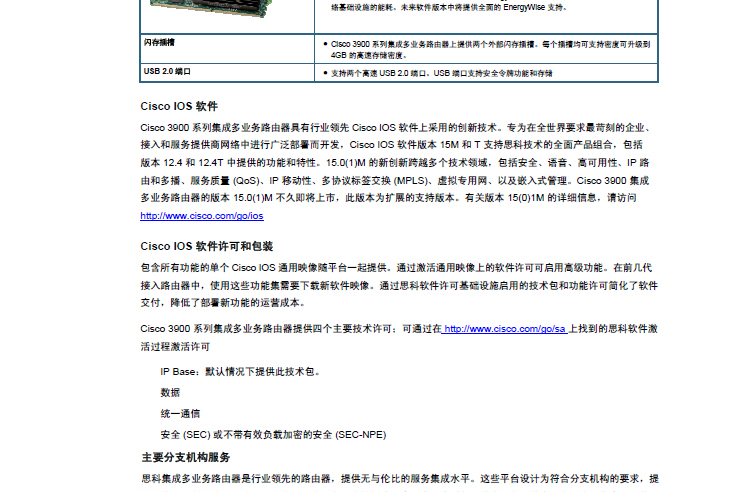 络基础设施的能耗。未来软件版本中将提供全面的 EnergyWise 支持。
闪存插槽
● Cisco 3900 系列集成多业务路由器上提供两个外部闪存插槽。每个插槽均可支持密度可升级到
4GB 的高速存储密度。
USB 2.0 端口
● 支持两个高速 USB 2.0 端口。USB 端口支持安全令牌功能和存储
Cisco IOS 软件
Cisco 3900 系列集成多业务路由器具有行业领先 Cisco IOS 软件上采用的创新技术。专为在全世界要求最苛刻的企业、
接入和服务提供商网络中进行广泛部署而开发，Cisco IOS 软件版本 15M 和 T 支持思科技术的全面产品组合，包括
版本 12.4 和 12.4T 中提供的功能和特性。15.0(1)M 的新创新跨越多个技术领域，包括安全、语音、高可用性、IP 路
由和多播、服务质量 (QoS)、IP 移动性、多协议标签交换 (MPLS)、虚拟专用网、以及嵌入式管理。Cisco 3900 集成
多业务路由器的版本 15.0(1)M 不久即将上市，此版本为扩展的支持版本。有关版本 15(0)1M 的详细信息，请访问
http://www.cisco.com/go/ios
Cisco IOS 软件许可和包装
包含所有功能的单个 Cisco IOS 通用映像随平台一起提供。通过激活通用映像上的软件许可可启用高级功能。在前几代
接入路由器中，使用这些功能集需要下载新软件映像。通过思科软件许可基础设施启用的技术包和功能许可简化了软件
交付，降低了部署新功能的运营成本。
Cisco 3900 系列集成多业务路由器提供四个主要技术许可；可通过在 http://www.cisco.com/go/sa 上找到的思科软件激
活过程激活许可
IP Base：默认情况下提供此技术包。
数据
统一通信
安全 (SEC) 或不带有效负载加密的安全 (SEC-NPE)
主要分支机构服务
思科集成多业务路由器是行业领先的路由器，提供无与伦比的服务集成水平。这些平台设计为符合分支机构的要求，提